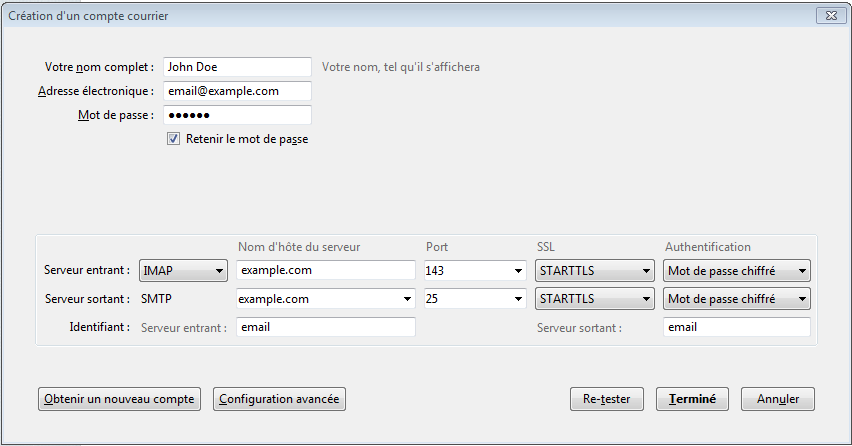 Création d'un compte courrier
Votre nom complet : John Doe Votre nom, tel qu'il s'affichera
Adresse électronique : email@example.com
Mot de passe : ●●●●●●
Retenir le mot de passe
Nom d'hôte du serveur Port SSL Authentification
Serveur entrant : IMAP example.com 143 STARTTLS Mot de passe chiffré
Serveur sortant : SMTP example.com 25 STARTTLS Mot de passe chiffré
Identifiant : Serveur entrant : email Serveur sortant : email
Obtenir un nouveau compte Configuration avancée Re-tester Terminé Annuler